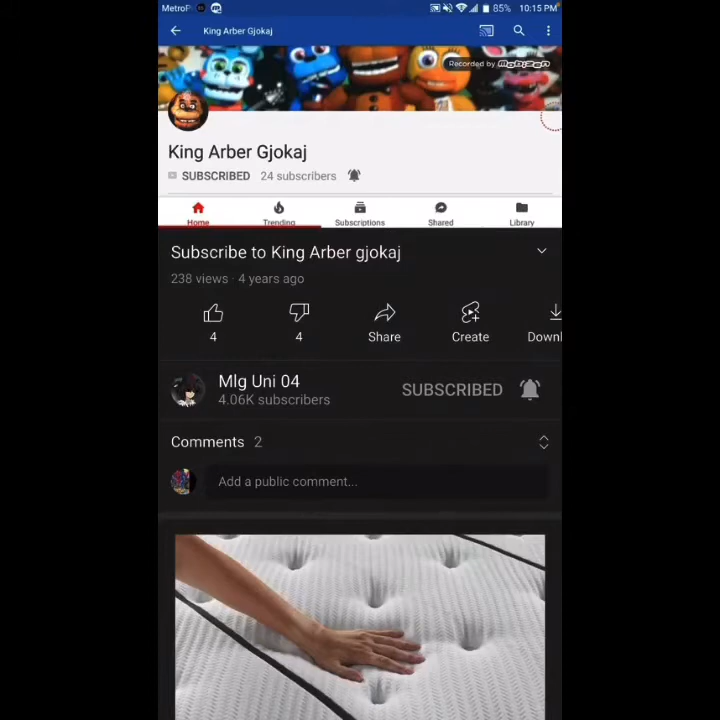 MetroP
85% 10:15 PM
King Arber Gjokaj
Recorded by Mobizen
King Arber Gjokaj
SUBSCRIBED 24 subscribers
Home Trending Subscriptions Shared Library
Subscribe to King Arber gjokaj
238 views · 4 years ago
4 4 Share Create Downl
Mlg Uni 04
4.06K subscribers
SUBSCRIBED
Comments 2
Add a public comment...